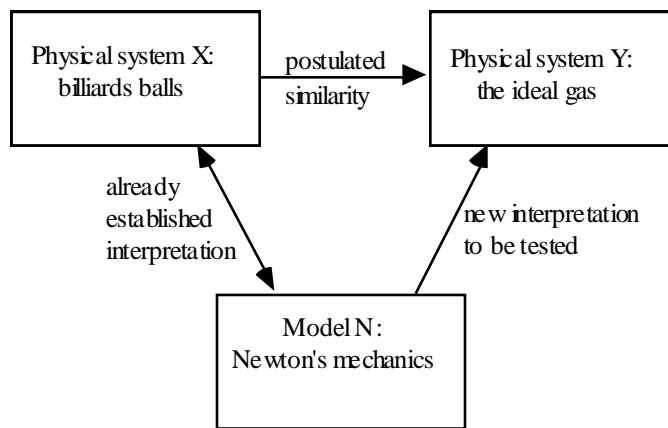 Physical system X:
billiards balls
postulated
similarity
Physical system Y:
the ideal gas
already
established
interpretation
new interpretation
to be tested
Model N:
Newton's mechanics